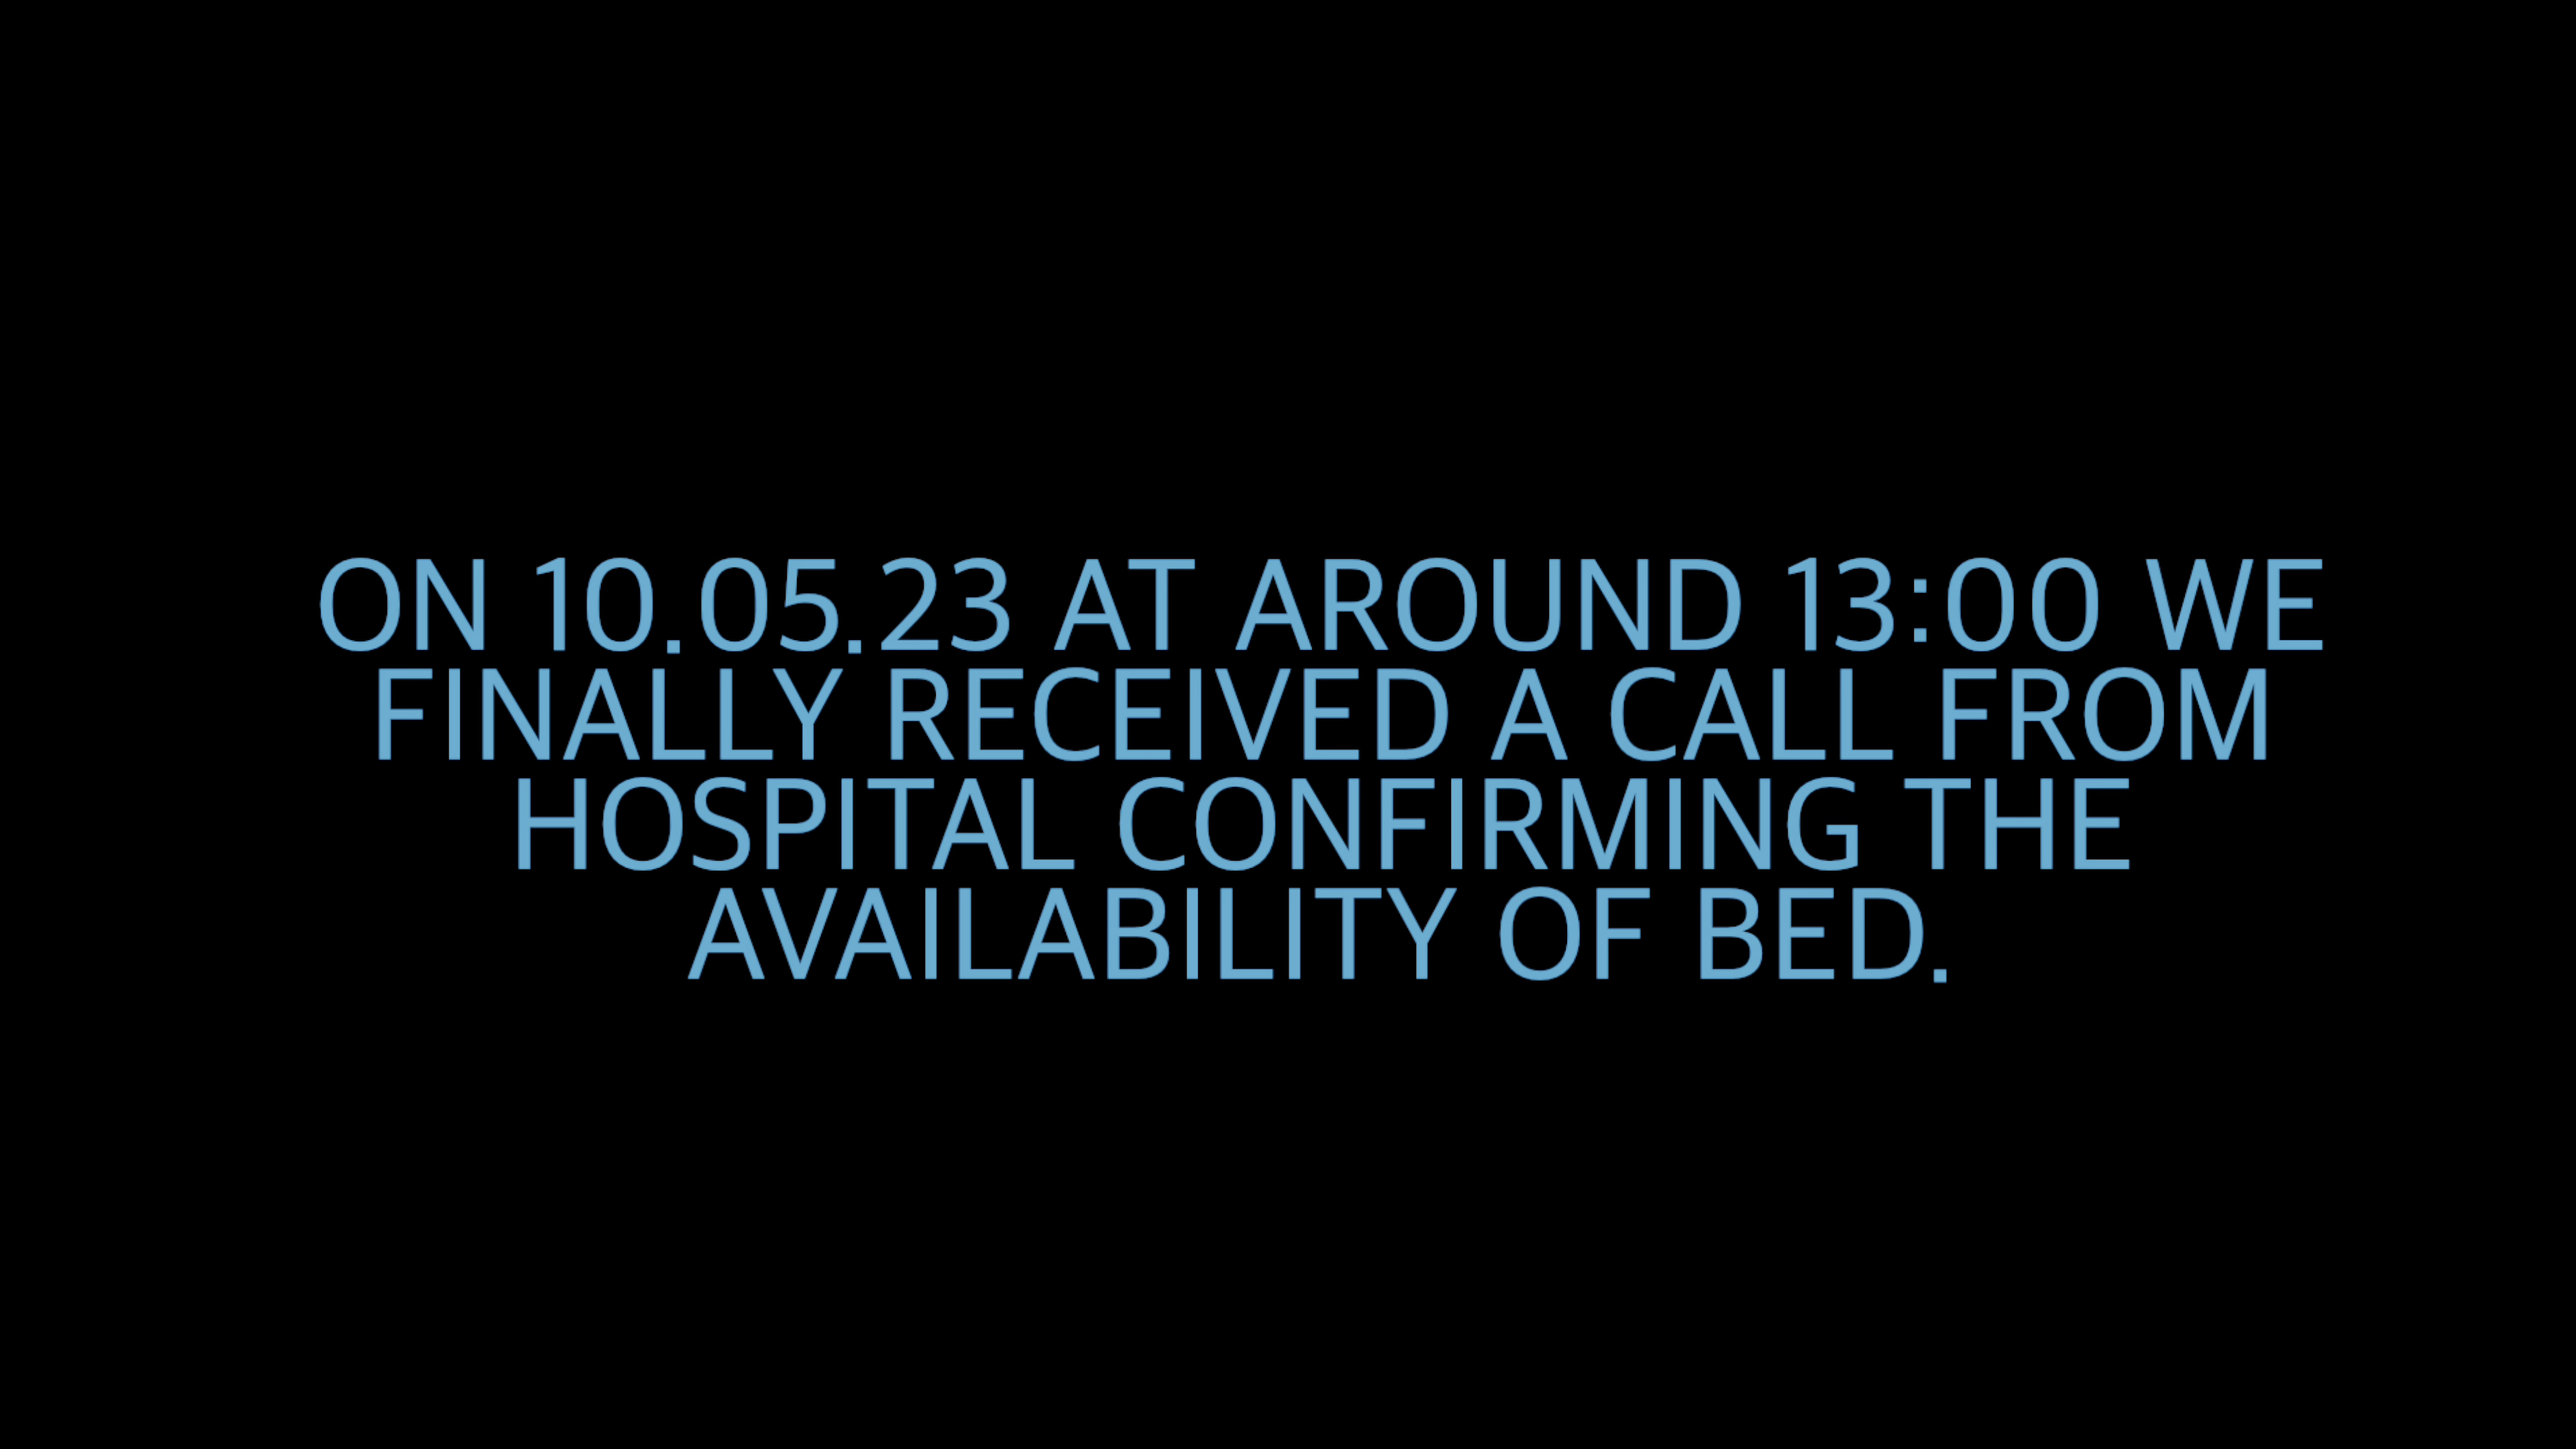 ON 10.05.23 AT AROUND 13:00 WE
FINALLY RECEIVED A CALL FROM
HOSPITAL CONFIRMING THE
AVAILABILITY OF BED.